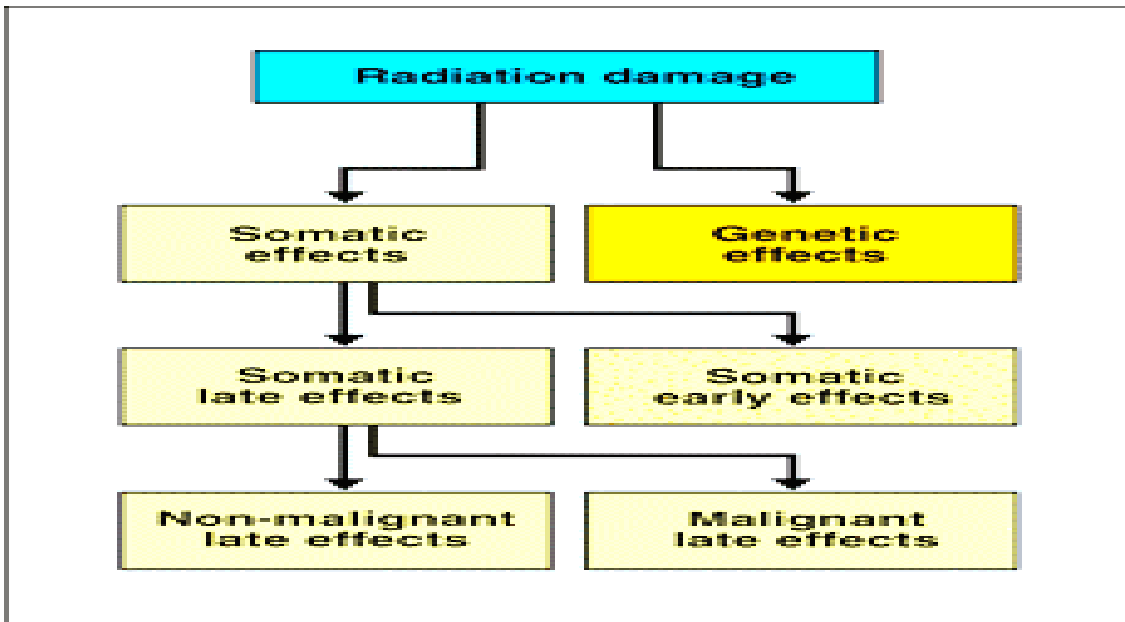 Radiation damage
Somatic
effects
Genetic
effects
Somatic
late effects
Somatic
early effects
Non-malignant
late effects
Malignant
late effects